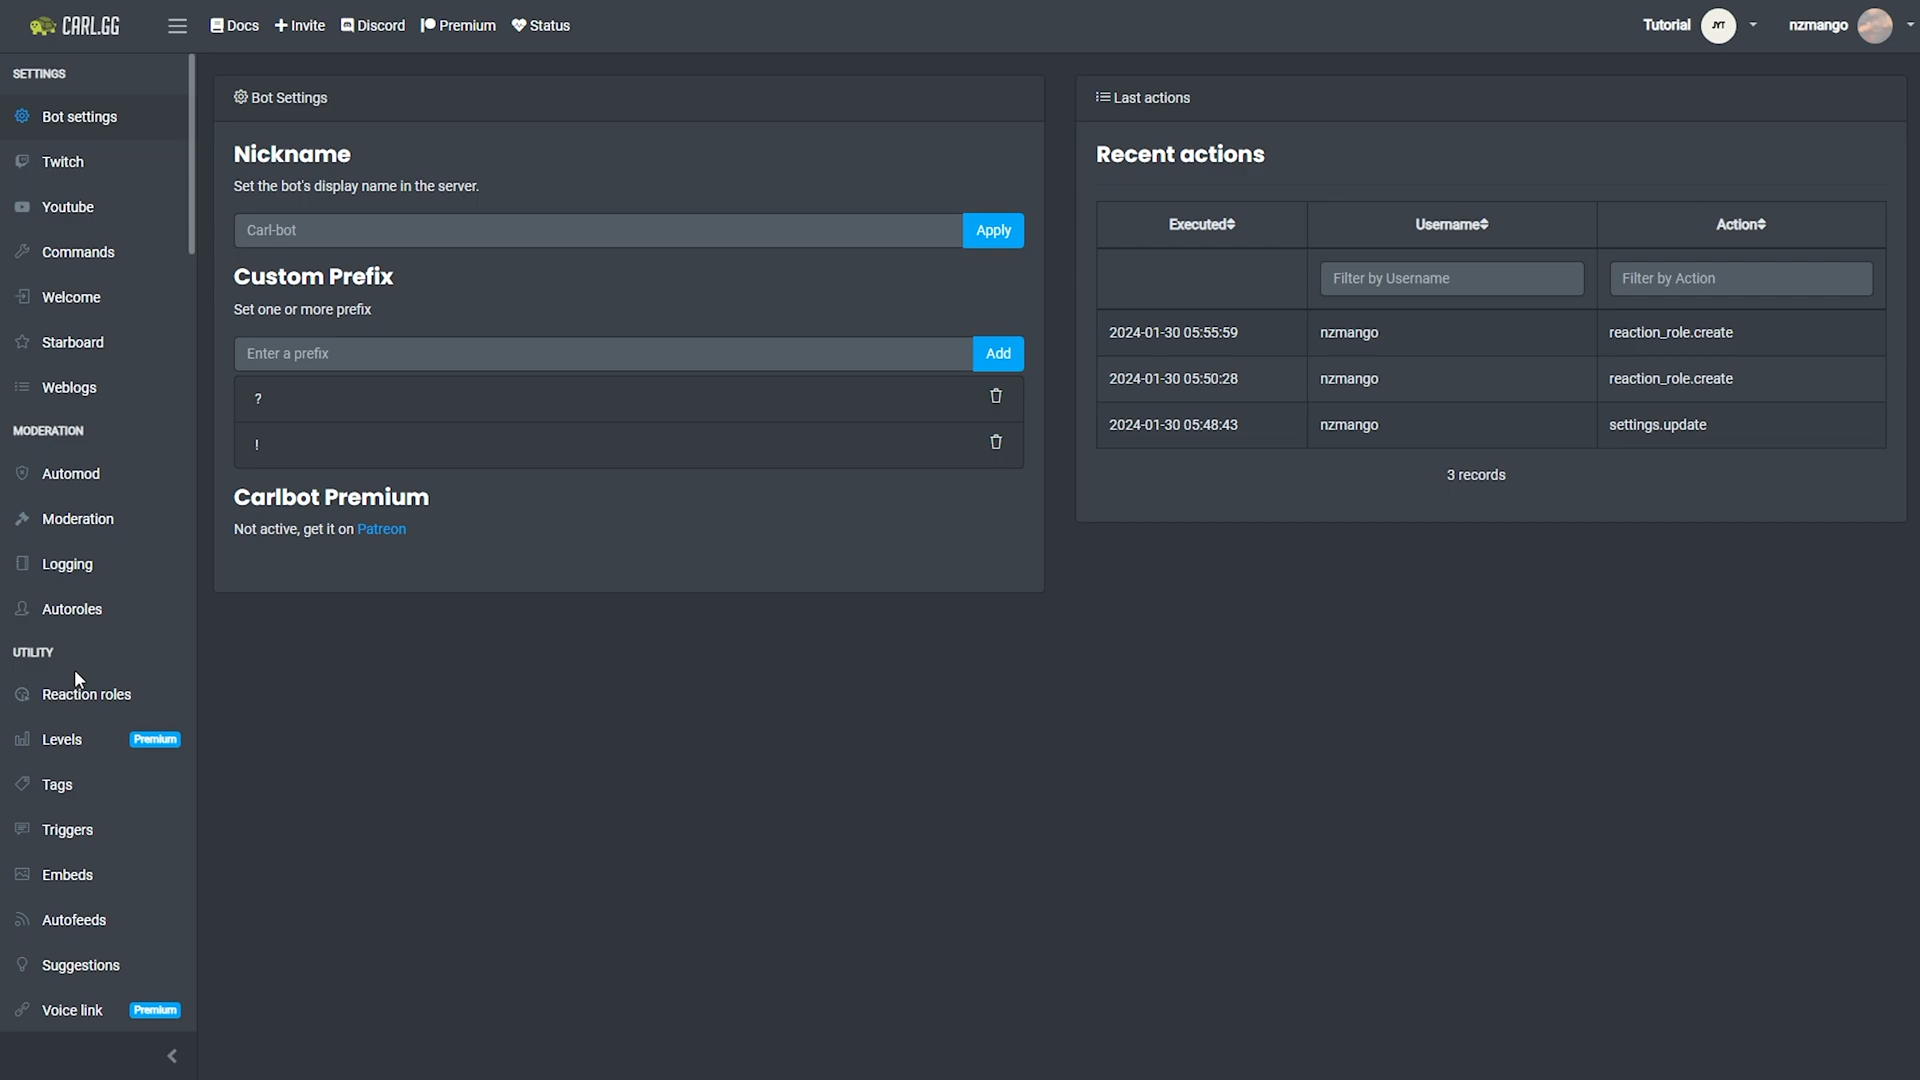 CARL.GG
Docs
Invite
Discord
Premium
Status
Tutorial
JYT
nzmango
SETTINGS
Bot settings
Twitch
Youtube
Commands
Welcome
Starboard
Weblogs
MODERATION
Automod
Moderation
Logging
Autoroles
UTILITY
Reaction roles
Levels Premium
Tags
Triggers
Embeds
Autofeeds
Suggestions
Voice link Premium
Bot Settings
Nickname
Set the bot's display name in the server.
Carl-bot Apply
Custom Prefix
Set one or more prefix
Enter a prefix Add
?
!
Carlbot Premium
Not active, get it on Patreon
Last actions
Recent actions
Executed Username Action
Filter by Username Filter by Action
2024-01-30 05:55:59 nzmango reaction_role.create
2024-01-30 05:50:28 nzmango reaction_role.create
2024-01-30 05:48:43 nzmango settings.update
3 records